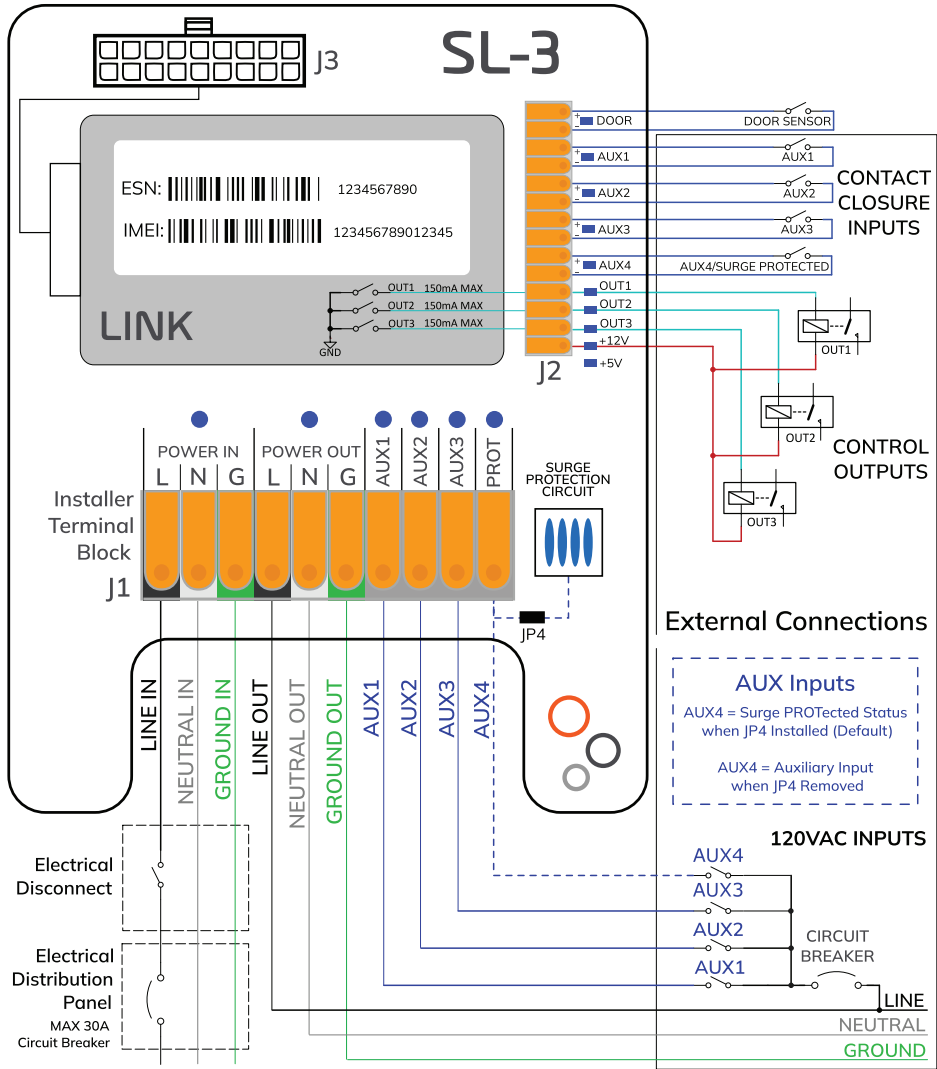 SL-3
J3
ESN: 1234567890
IMEI: 123456789012345
LINK
OUT1 150mA MAX
OUT2 150mA MAX
OUT3 150mA MAX
GND
+
- DOOR
+
- AUX1
+
- AUX2
+
- AUX3
+
- AUX4
OUT1
OUT2
OUT3
+12V
+5V
J2
DOOR SENSOR
AUX1
AUX2
AUX3
AUX4/SURGE PROTECTED
CONTACT
CLOSURE
INPUTS
OUT1
OUT2
OUT3
CONTROL
OUTPUTS
POWER IN
POWER OUT
L N G L N G AUX1 AUX2 AUX3 PROT
Installer
Terminal
Block
J1
SURGE
PROTECTION
CIRCUIT
JP4
LINE IN
NEUTRAL IN
GROUND IN
LINE OUT
NEUTRAL OUT
GROUND OUT
AUX1
AUX2
AUX3
AUX4
External Connections
AUX Inputs
AUX4 = Surge PROTected Status
when JP4 Installed (Default)
AUX4 = Auxiliary Input
when JP4 Removed
120VAC INPUTS
AUX4
AUX3
AUX2
AUX1
CIRCUIT
BREAKER
LINE
NEUTRAL
GROUND
Electrical
Disconnect
Electrical
Distribution
Panel
MAX 30A
Circuit Breaker